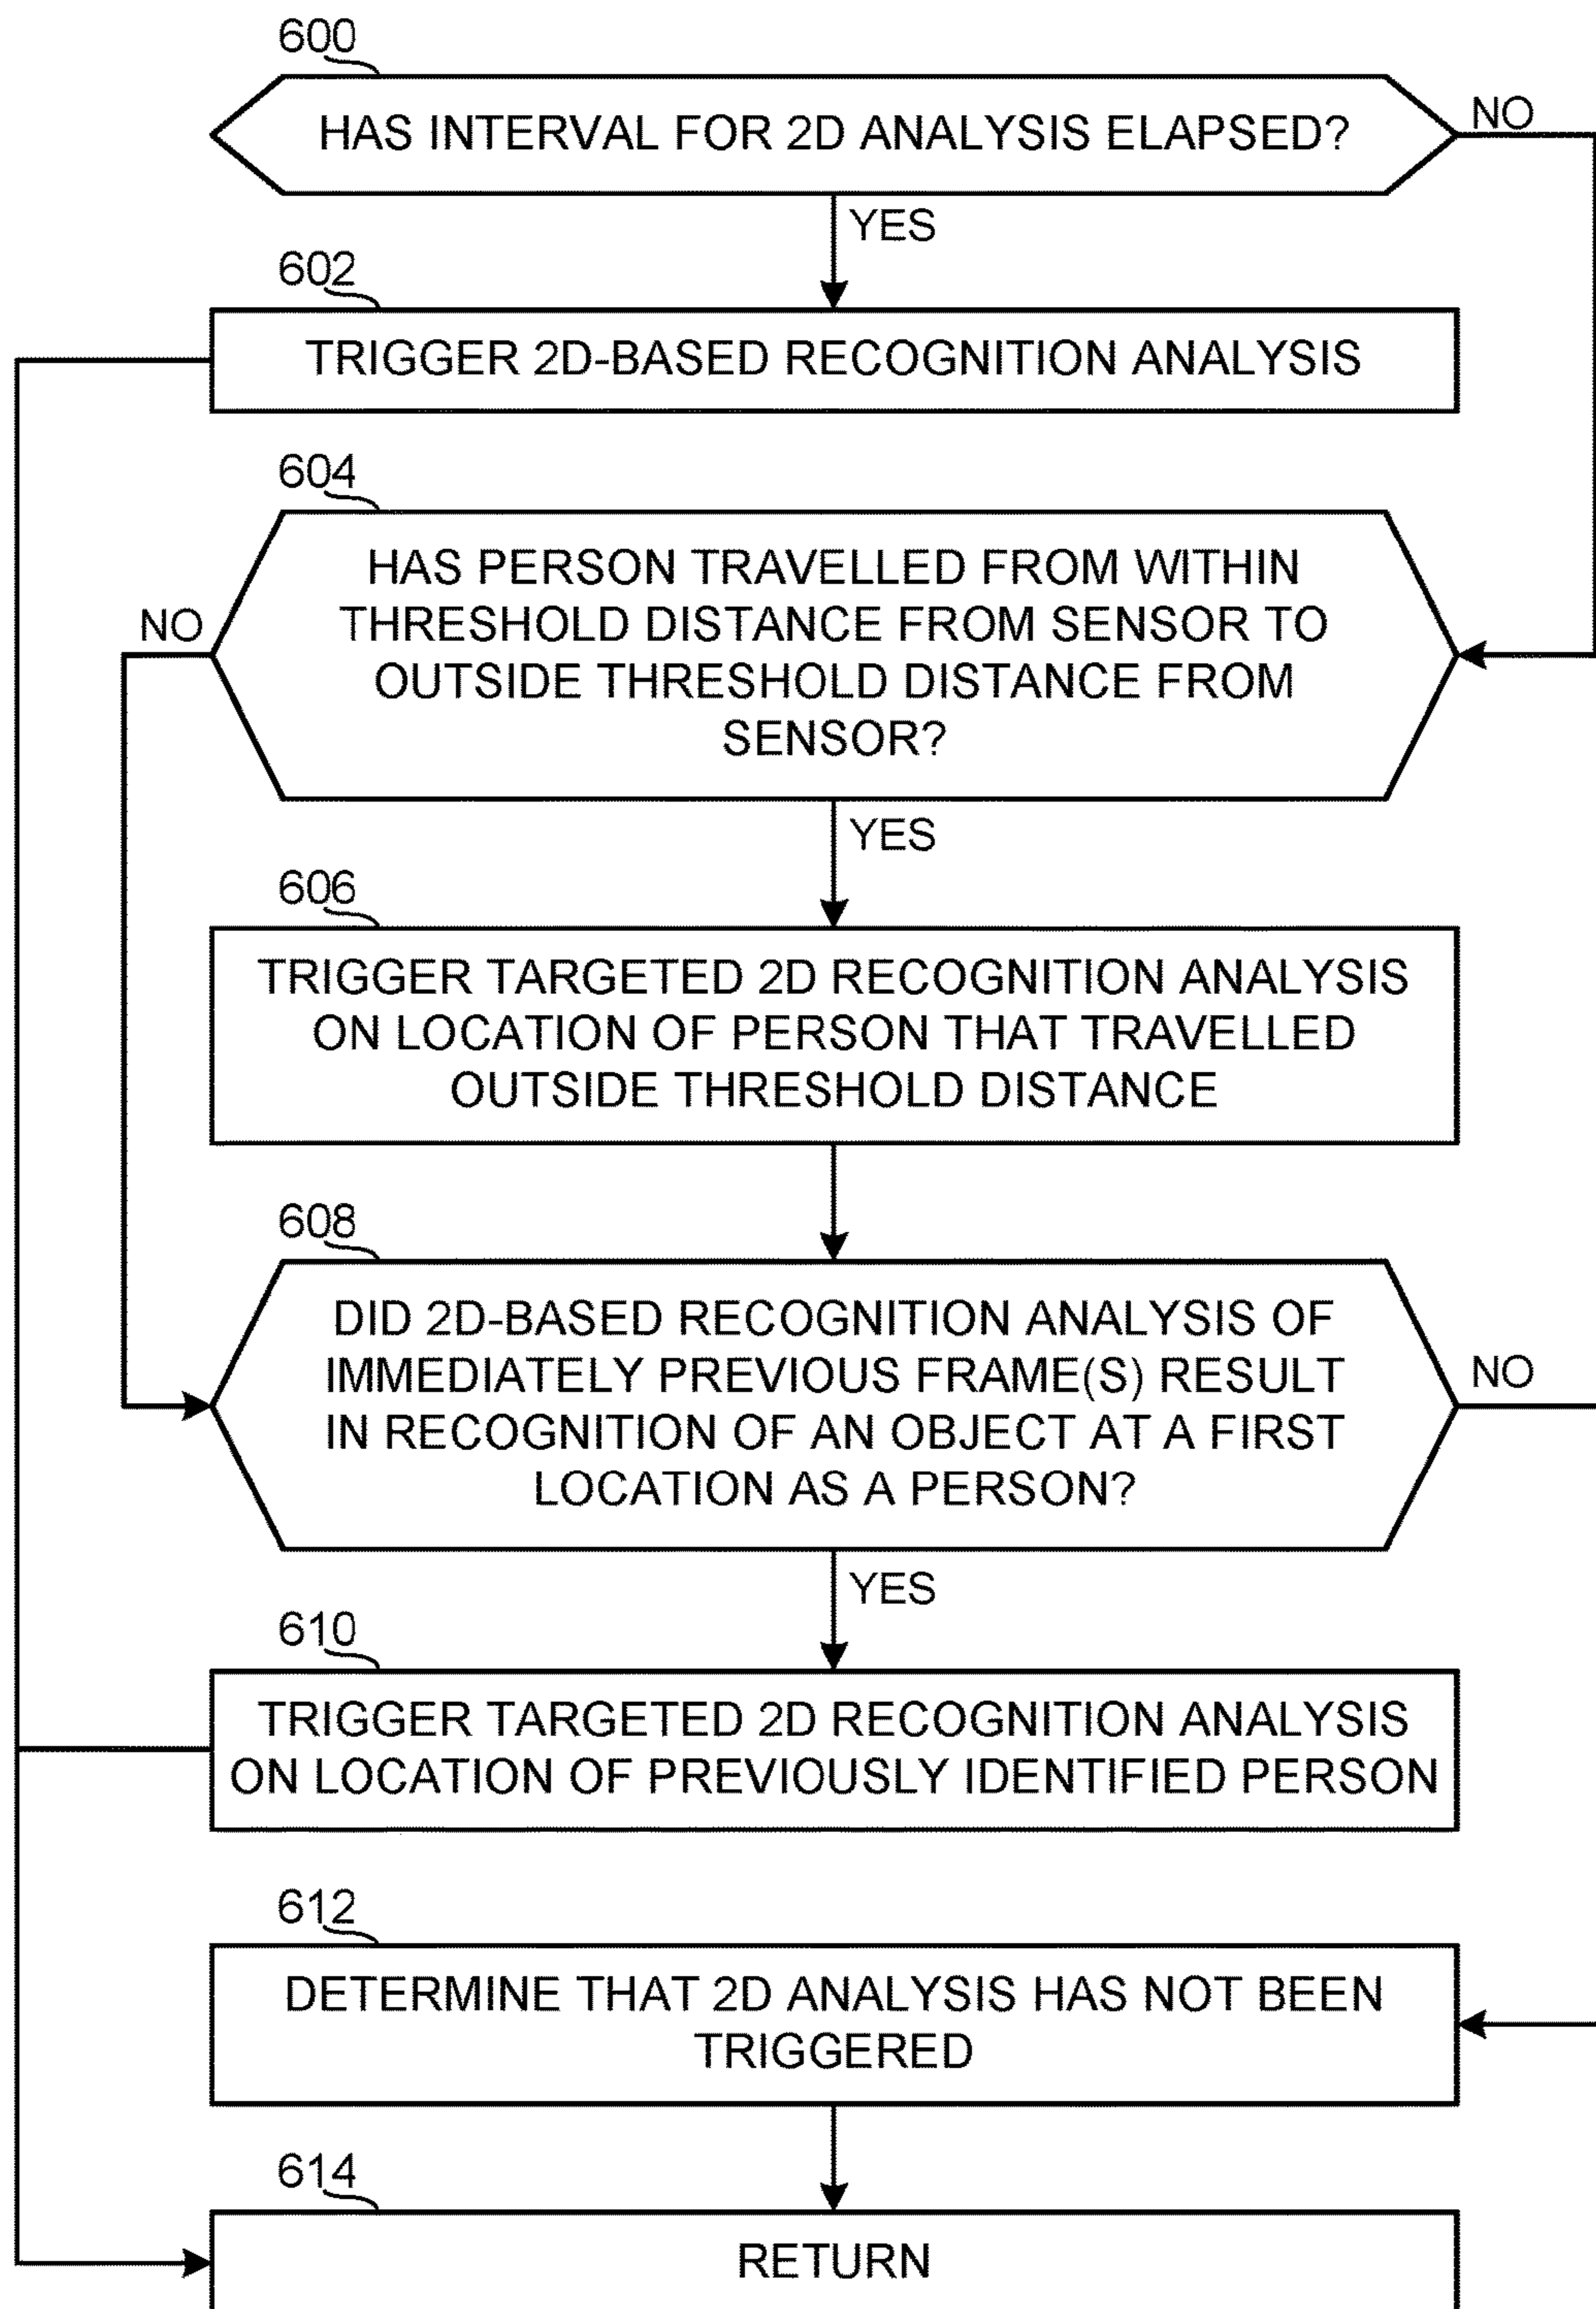 600
HAS INTERVAL FOR 2D ANALYSIS ELAPSED?
NO
YES
602
TRIGGER 2D-BASED RECOGNITION ANALYSIS
604
HAS PERSON TRAVELLED FROM WITHIN
THRESHOLD DISTANCE FROM SENSOR TO
OUTSIDE THRESHOLD DISTANCE FROM
SENSOR?
NO
YES
606
TRIGGER TARGETED 2D RECOGNITION ANALYSIS
ON LOCATION OF PERSON THAT TRAVELLED
OUTSIDE THRESHOLD DISTANCE
608
DID 2D-BASED RECOGNITION ANALYSIS OF
IMMEDIATELY PREVIOUS FRAME(S) RESULT
IN RECOGNITION OF AN OBJECT AT A FIRST
LOCATION AS A PERSON?
NO
YES
610
TRIGGER TARGETED 2D RECOGNITION ANALYSIS
ON LOCATION OF PREVIOUSLY IDENTIFIED PERSON
612
DETERMINE THAT 2D ANALYSIS HAS NOT BEEN
TRIGGERED
614
RETURN